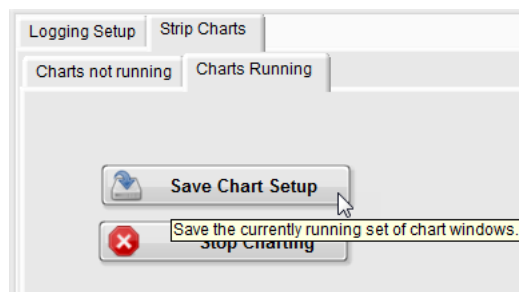 Logging Setup Strip Charts
Charts not running Charts Running
Save Chart Setup
Save the currently running set of chart windows.
Stop Charting